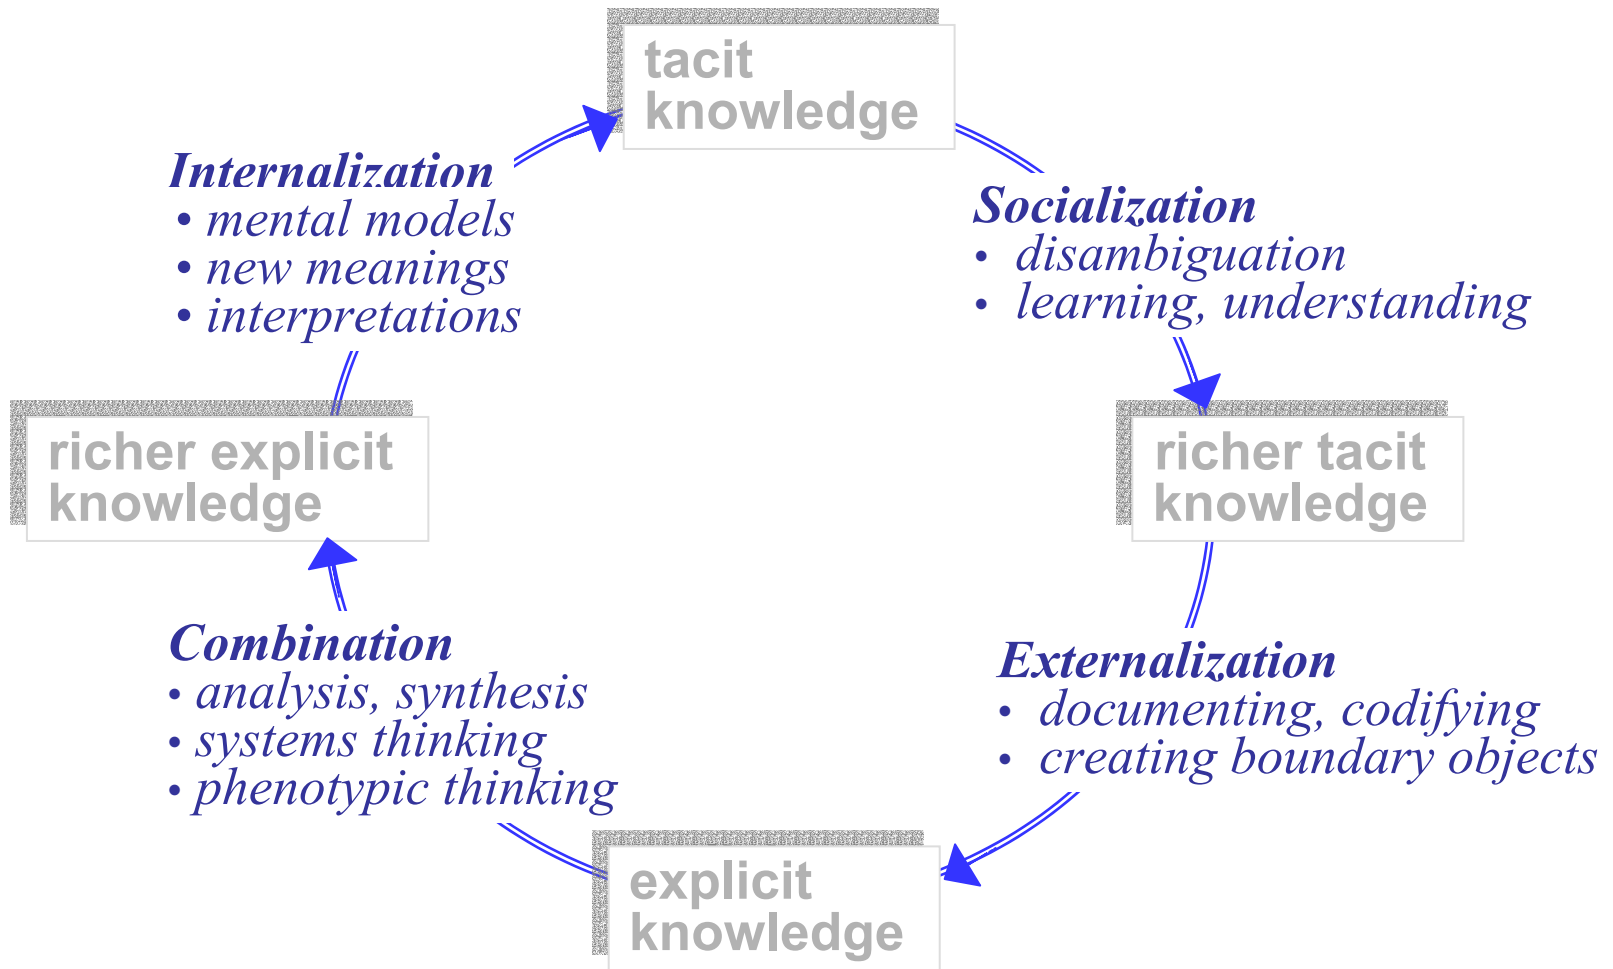 tacit
knowledge
Internalization
• mental models
• new meanings
• interpretations
Socialization
• disambiguation
• learning, understanding
richer explicit
knowledge
richer tacit
knowledge
Combination
• analysis, synthesis
• systems thinking
• phenotypic thinking
Externalization
• documenting, codifying
• creating boundary objects
explicit
knowledge